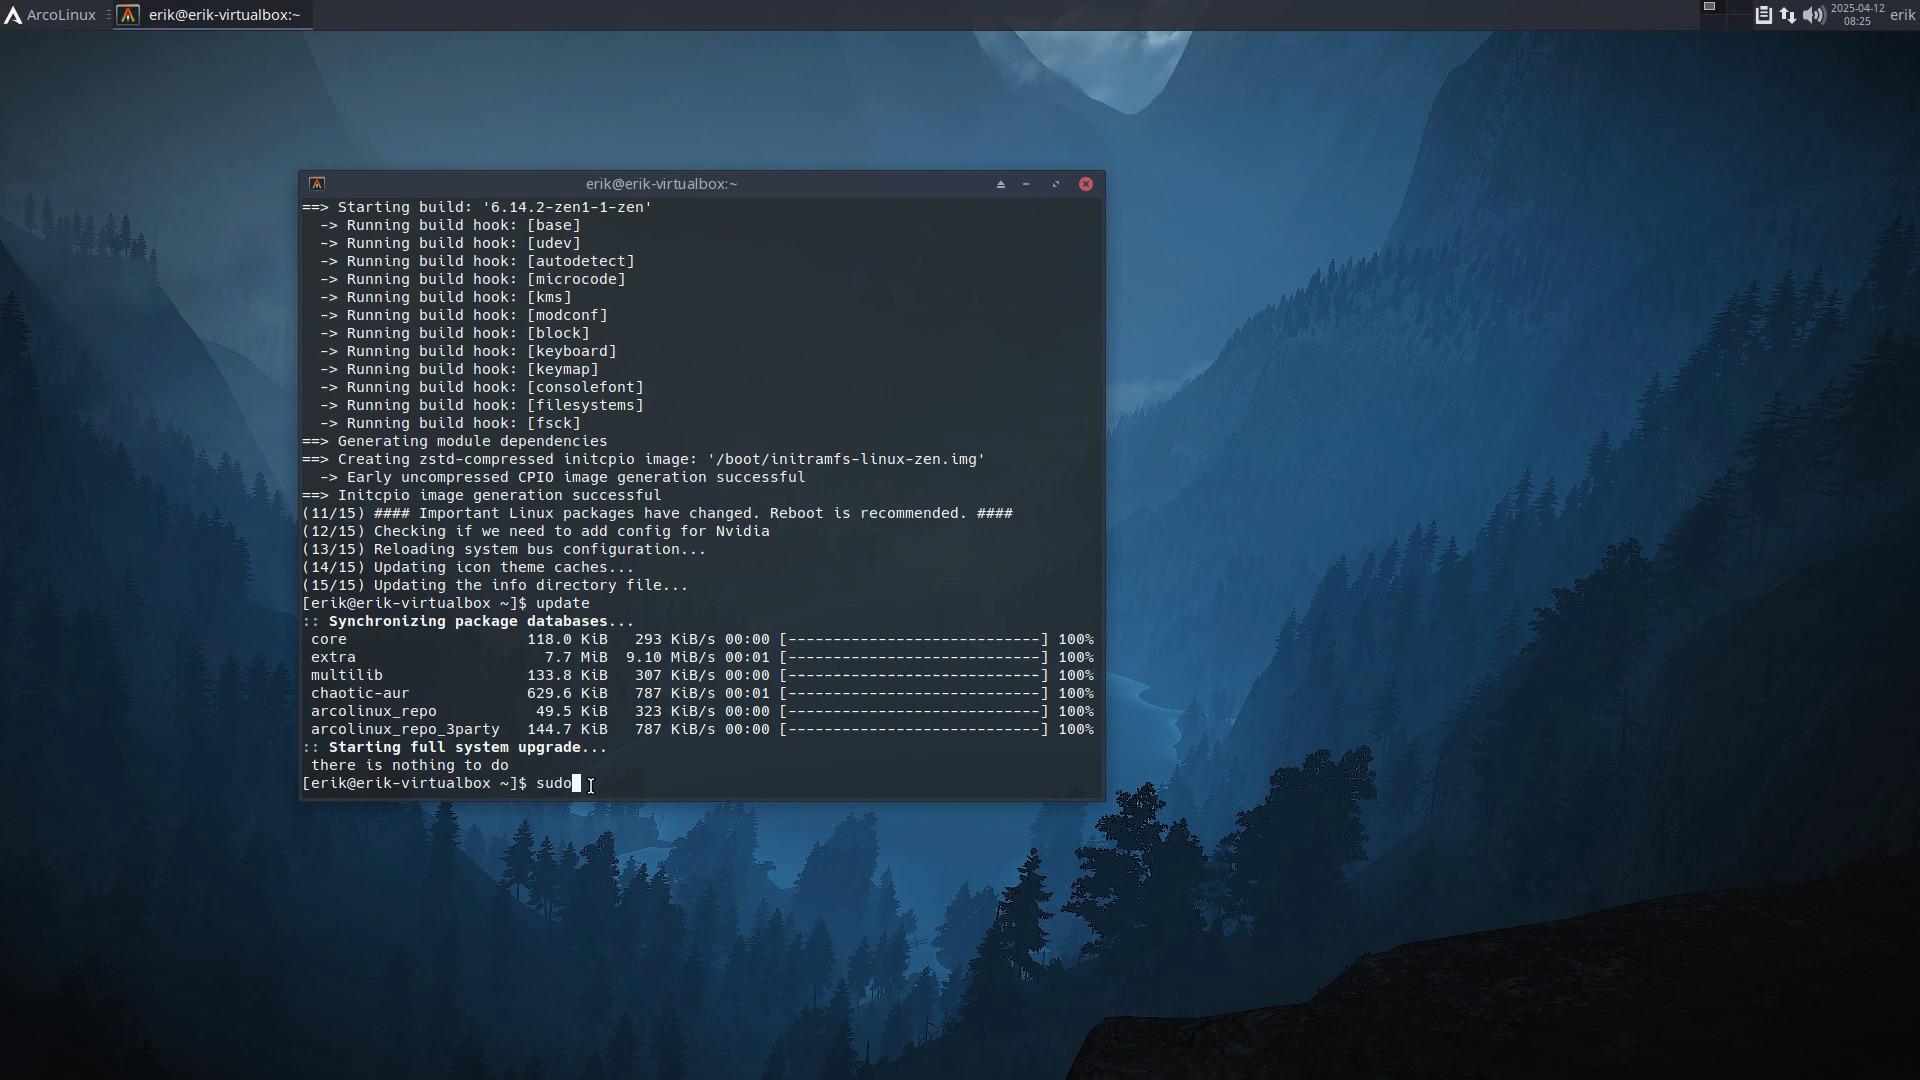 ArcoLinux
erik@erik-virtualbox:~
2025-04-12
08:25
erik
erik@erik-virtualbox:~
==> Starting build: '6.14.2-zen1-1-zen'
  -> Running build hook: [base]
  -> Running build hook: [udev]
  -> Running build hook: [autodetect]
  -> Running build hook: [microcode]
  -> Running build hook: [kms]
  -> Running build hook: [modconf]
  -> Running build hook: [block]
  -> Running build hook: [keyboard]
  -> Running build hook: [keymap]
  -> Running build hook: [consolefont]
  -> Running build hook: [filesystems]
  -> Running build hook: [fsck]
==> Generating module dependencies
==> Creating zstd-compressed initcpio image: '/boot/initramfs-linux-zen.img'
  -> Early uncompressed CPIO image generation successful
==> Initcpio image generation successful
(11/15) #### Important Linux packages have changed. Reboot is recommended. ####
(12/15) Checking if we need to add config for Nvidia
(13/15) Reloading system bus configuration...
(14/15) Updating icon theme caches...
(15/15) Updating the info directory file...
[erik@erik-virtualbox ~]$ update
:: Synchronizing package databases...
 core                    118.0 KiB   293 KiB/s 00:00 [----------------------------] 100%
 extra                     7.7 MiB  9.10 MiB/s 00:01 [----------------------------] 100%
 multilib                133.8 KiB   307 KiB/s 00:00 [----------------------------] 100%
 chaotic-aur             629.6 KiB   787 KiB/s 00:01 [----------------------------] 100%
 arcolinux_repo           49.5 KiB   323 KiB/s 00:00 [----------------------------] 100%
 arcolinux_repo_3party   144.7 KiB   787 KiB/s 00:00 [----------------------------] 100%
:: Starting full system upgrade...
 there is nothing to do
[erik@erik-virtualbox ~]$ sudo